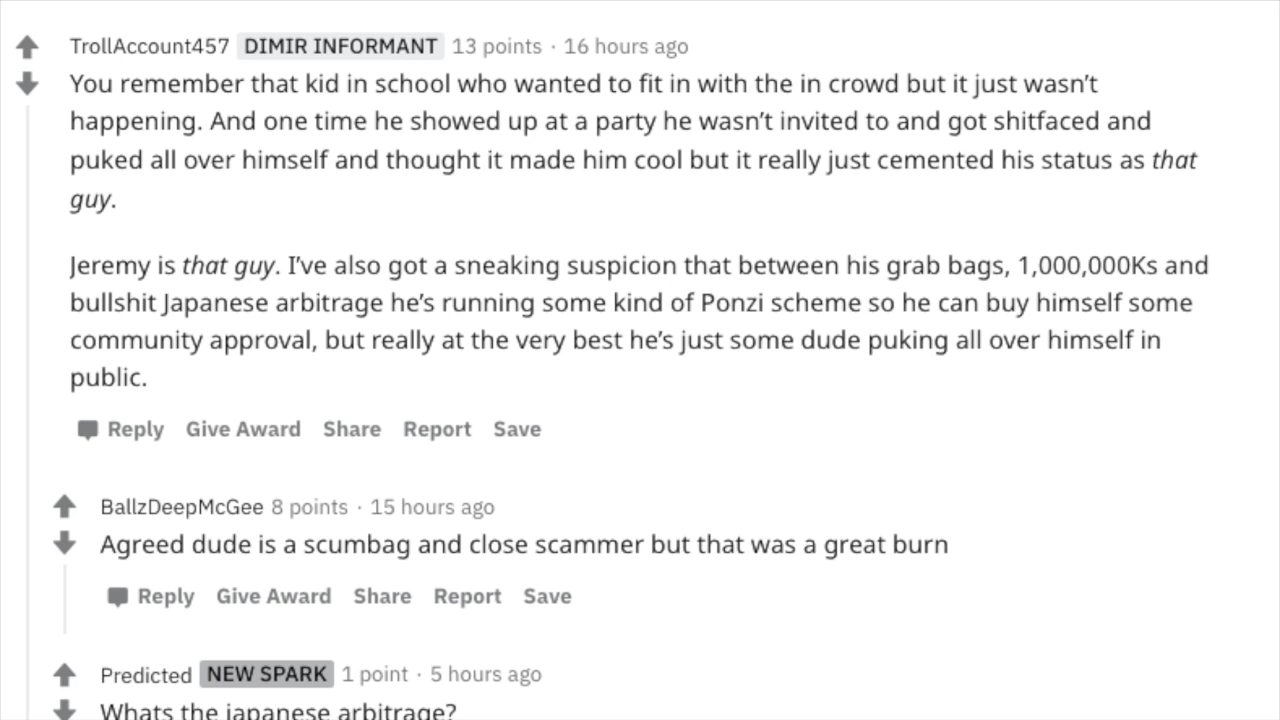 TrollAccount457 DIMIR INFORMANT 13 points · 16 hours ago
You remember that kid in school who wanted to fit in with the in crowd but it just wasn’t
happening. And one time he showed up at a party he wasn’t invited to and got shitfaced and
puked all over himself and thought it made him cool but it really just cemented his status as that
guy.
Jeremy is that guy. I’ve also got a sneaking suspicion that between his grab bags, 1,000,000Ks and
bullshit Japanese arbitrage he’s running some kind of Ponzi scheme so he can buy himself some
community approval, but really at the very best he’s just some dude puking all over himself in
public.
Reply Give Award Share Report Save
BallzDeepMcGee 8 points · 15 hours ago
Agreed dude is a scumbag and close scammer but that was a great burn
Reply Give Award Share Report Save
Predicted NEW SPARK 1 point · 5 hours ago
Whats the japanese arbitrage?